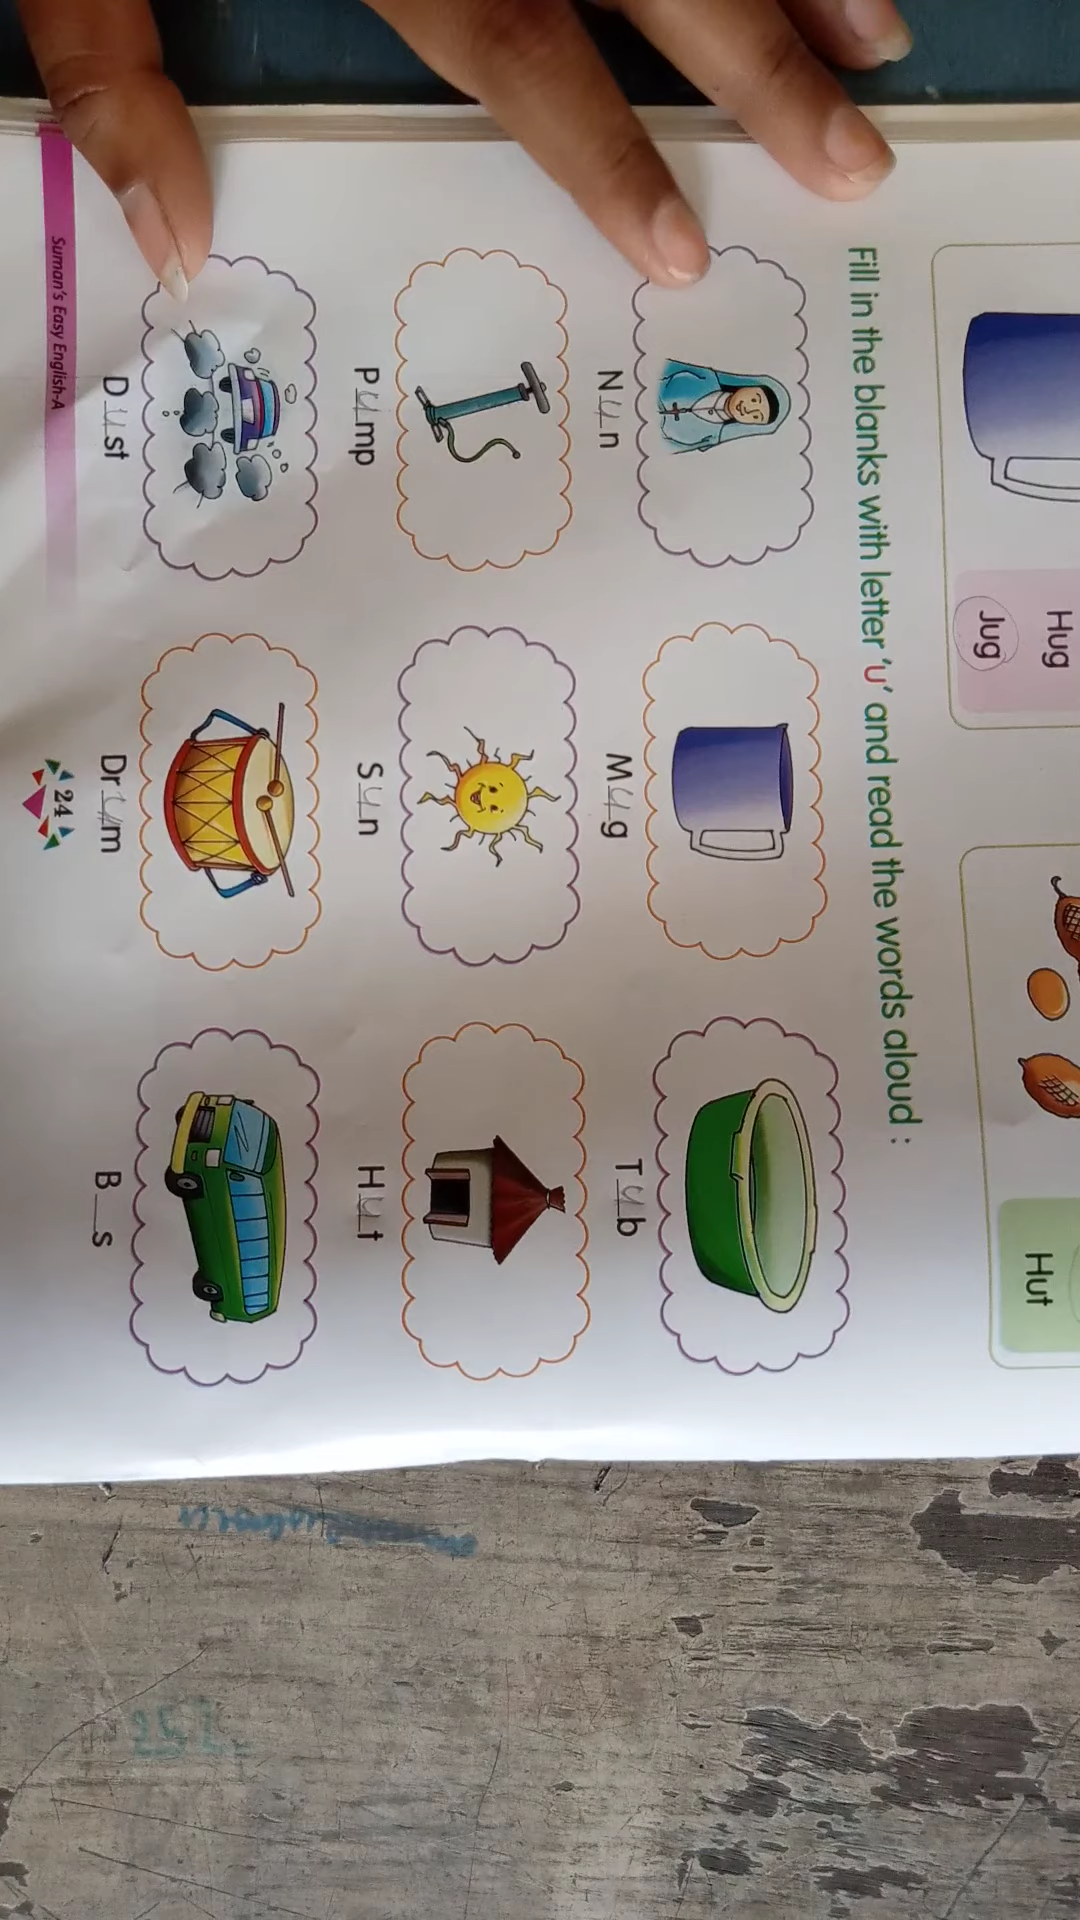 Hug
Jug
Hut
Fill in the blanks with letter 'u' and read the words aloud :
Nun Mug Tub
Pump Sun Hut
Dust Drum B__s
24
Suman's Easy English-A